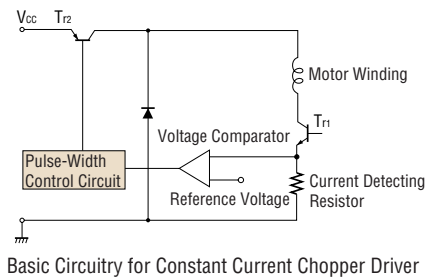 Vcc Tr2
Motor Winding
Tr1
Voltage Comparator
Pulse-Width
Control Circuit
Current Detecting
Resistor
Reference Voltage
Basic Circuitry for Constant Current Chopper Driver